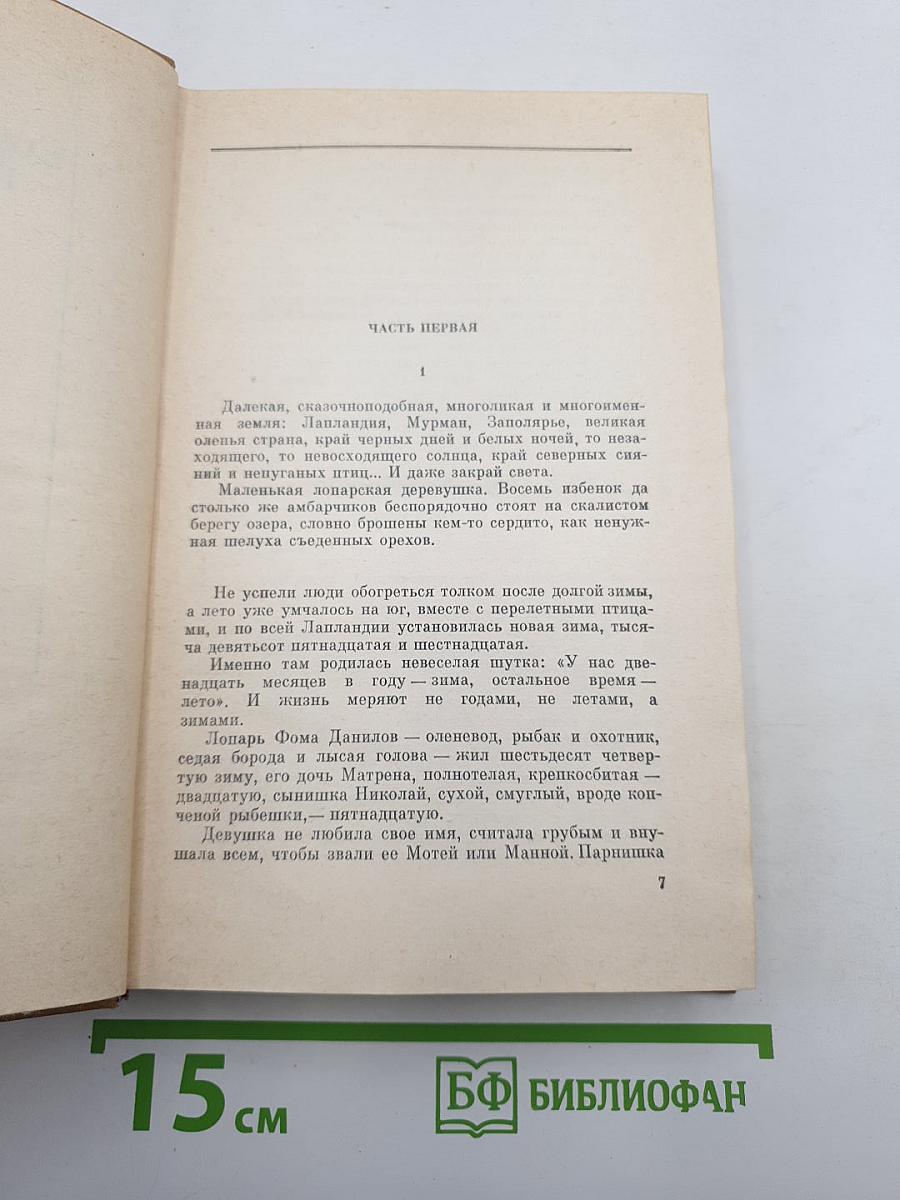 ЧАСТЬ ПЕРВАЯ
1
Далекая, сказочноподобная, многоликая и многоимен-
ная земля: Лапландия, Мурман, Заполярье, великая
оленья страна, край черных дней и белых ночей, то неза-
ходящего, то невосходящего солнца, край северных сия-
ний и непуганых птиц... И даже закрай света.
Маленькая лопарская деревушка. Восемь избенок да
столько же амбарчиков беспорядочно стоят на скалистом
берегу озера, словно брошены кем-то сердито, как ненуж-
ная шелуха съеденных орехов.
Не успели люди обогреться толком после долгой зимы,
а лето уже умчалось на юг, вместе с перелетными птица-
ми, и по всей Лапландии установилась новая зима, тыся-
ча девятьсот пятнадцатая и шестнадцатая.
Именно там родилась невеселая шутка: «У нас две-
надцать месяцев в году — зима, остальное время —
лето». И жизнь меряют не годами, не летами, а
зимами.
Лопарь Фома Данилов — оленевод, рыбак и охотник,
седая борода и лысая голова — жил шестьдесят четвер-
тую зиму, его дочь Матрена, полнотелая, крепкосбитая —
двадцатую, сынишка Николай, сухой, смуглый, вроде коп-
ченой рыбешки,— пятнадцатую.
Девушка не любила свое имя, считала грубым и вну-
шала всем, чтобы звали ее Мотей или Манной. Парнишка
7
15 см
БФ БИБЛИОФАН